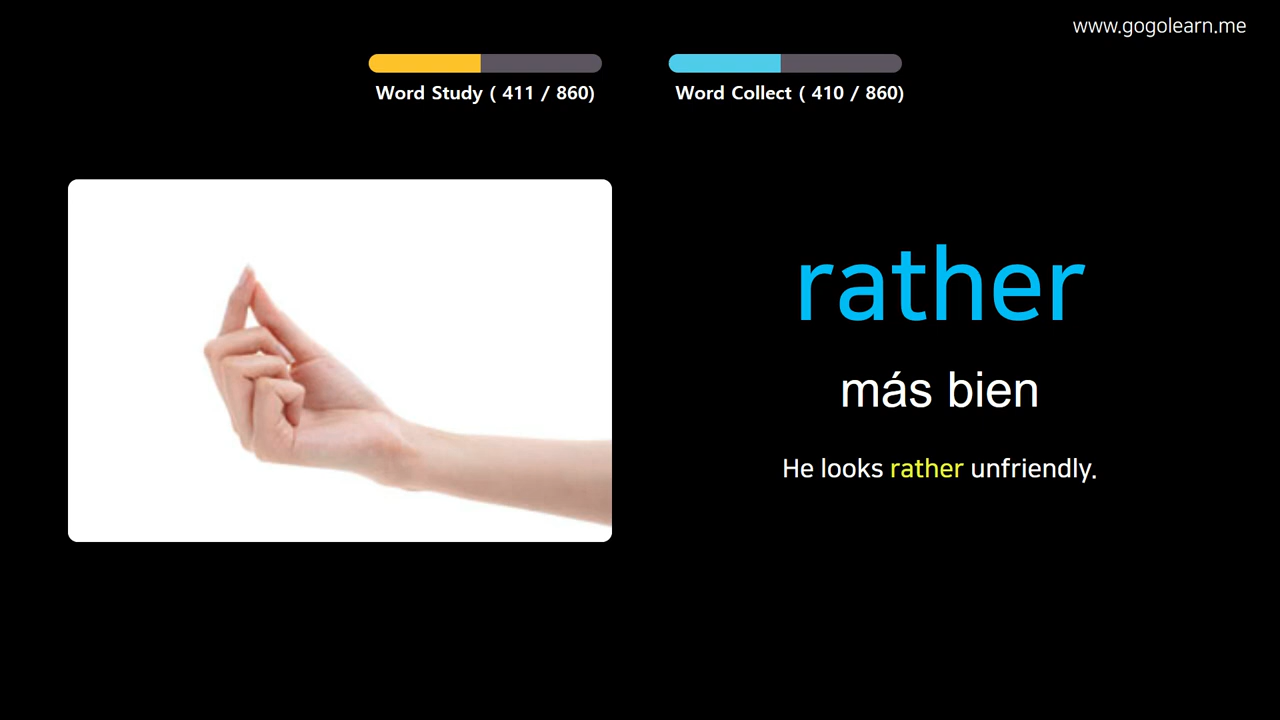 www.gogolearn.me
Word Study ( 411 / 860)
Word Collect ( 410 / 860)
rather
más bien
He looks rather unfriendly.